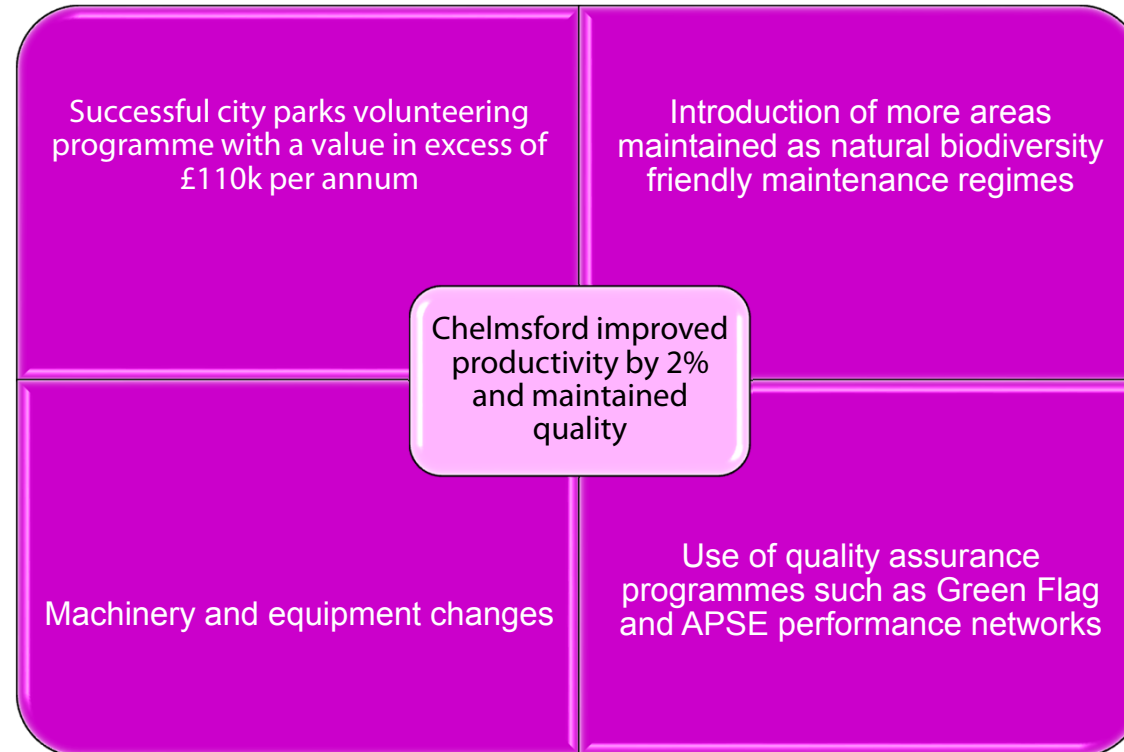 Successful city parks volunteering
programme with a value in excess of
£110k per annum
Introduction of more areas
maintained as natural biodiversity
friendly maintenance regimes
Chelmsford improved
productivity by 2%
and maintained
quality
Machinery and equipment changes
Use of quality assurance
programmes such as Green Flag
and APSE performance networks